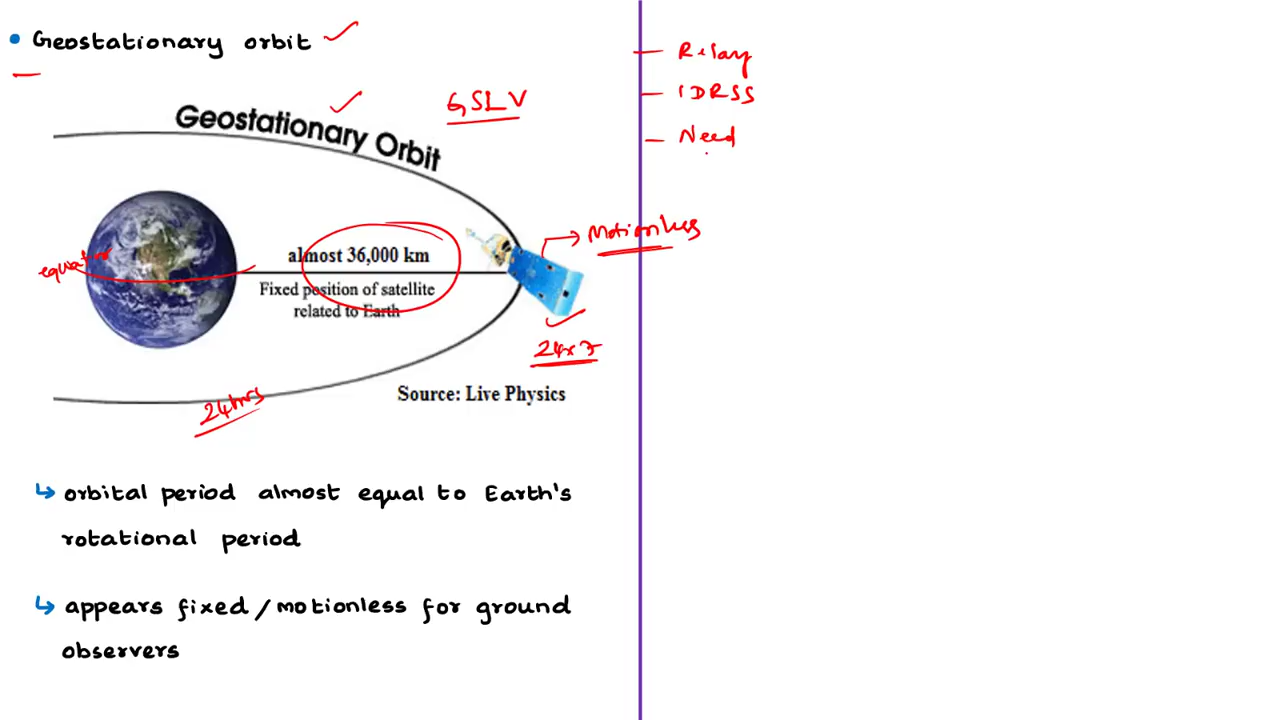 • Geostationary orbit
Geostationary Orbit
GSLV
equator
almost 36,000 km
Fixed position of satellite
related to Earth
Motionless
24x7
24hrs
Source: Live Physics
↳ orbital period almost equal to Earth's
rotational period
↳ appears fixed/motionless for ground
observers
— Relay
— IDRSS
— Need